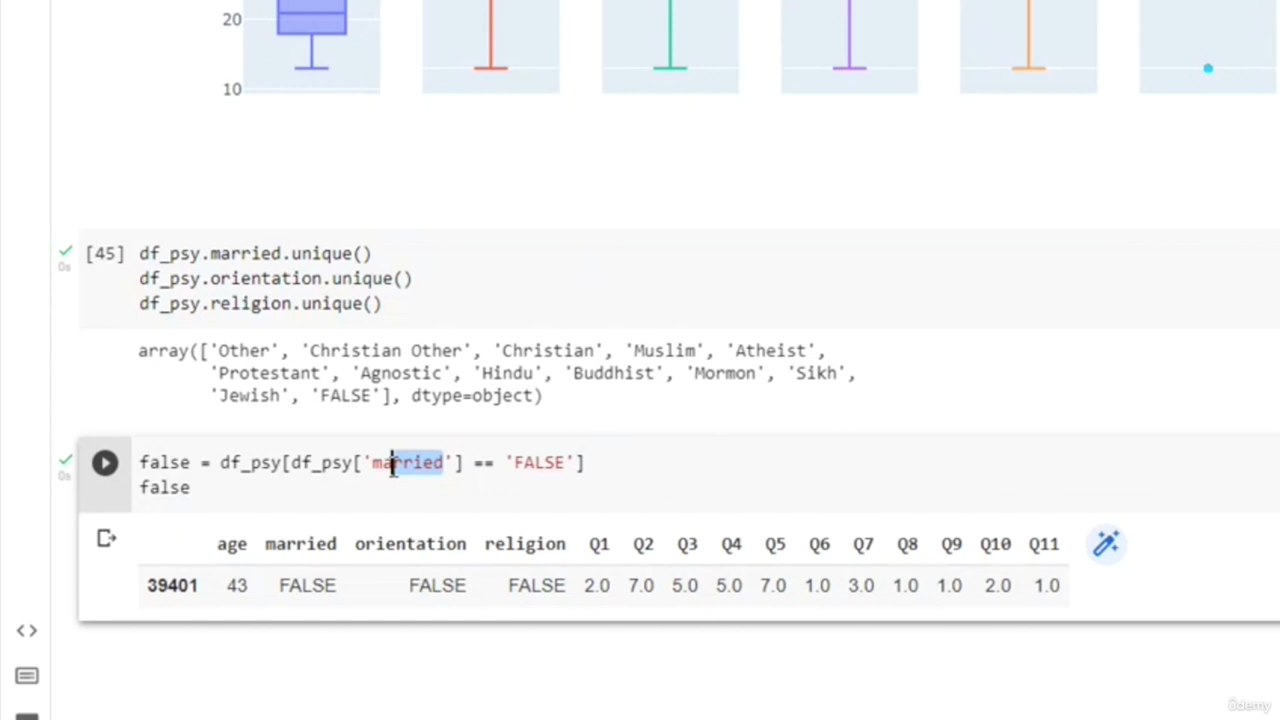 20
10
[45] df_psy.married.unique()
df_psy.orientation.unique()
df_psy.religion.unique()
0s
array(['Other', 'Christian Other', 'Christian', 'Muslim', 'Atheist',
'Protestant', 'Agnostic', 'Hindu', 'Buddhist', 'Mormon', 'Sikh',
'Jewish', 'FALSE'], dtype=object)
false = df_psy[df_psy['married'] == 'FALSE']
0s
false
age married orientation religion Q1 Q2 Q3 Q4 Q5 Q6 Q7 Q8 Q9 Q10 Q11
39401 43 FALSE FALSE FALSE 2.0 7.0 5.0 5.0 7.0 1.0 3.0 1.0 1.0 2.0 1.0
ûdemy